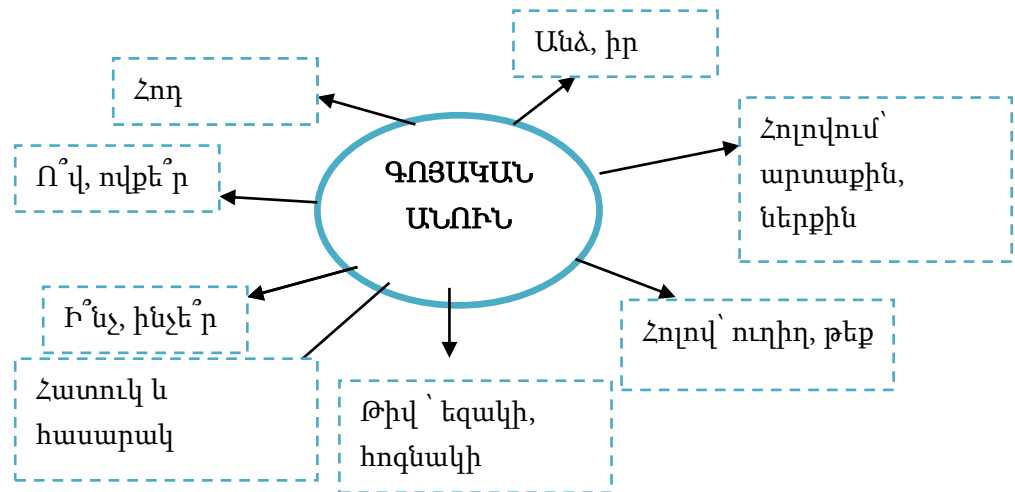 Անձ, իր
Հոդ
Հոլովում՝
արտաքին,
ներքին
ԳՈՅԱԿԱՆ
ԱՆՈՒՆ
Ո՞վ, ովքե՞ր
Ի՞նչ, ինչե՞ր
Հոլով՝ ուղիղ, թեք
Հատուկ և
հասարակ
Թիվ ՝ եզակի,
հոգնակի